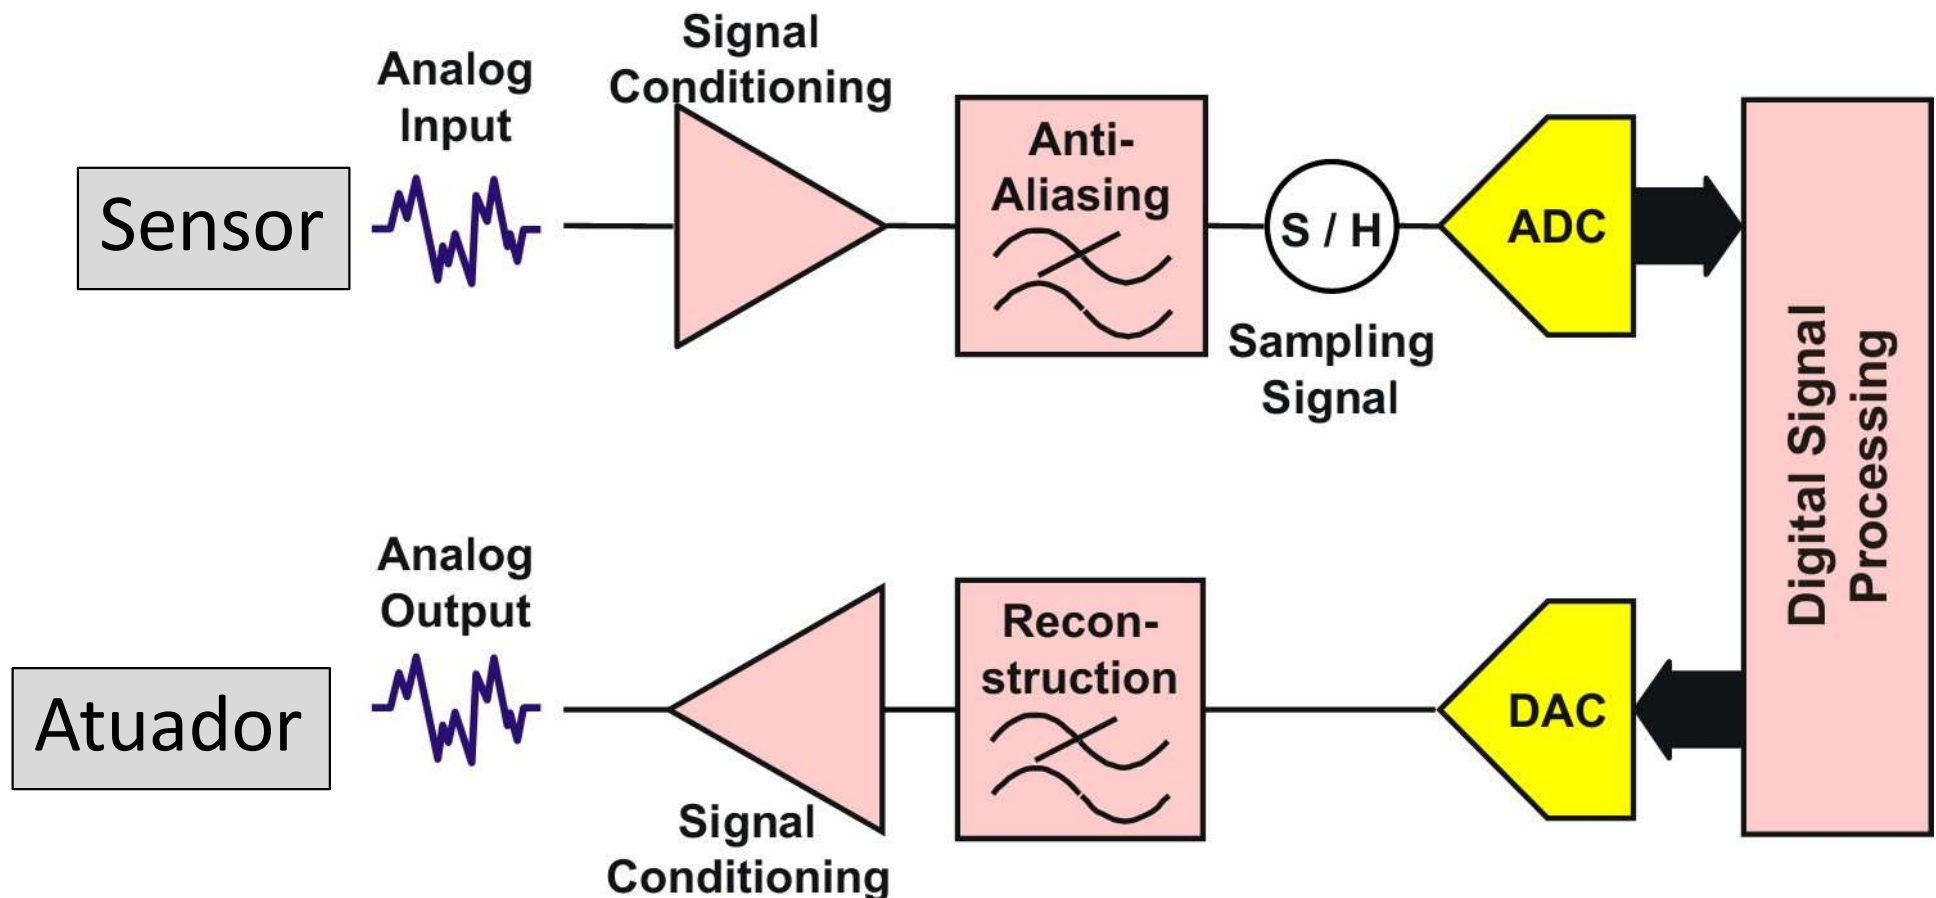 Signal
Conditioning
Analog
Input
Sensor
Anti-
Aliasing
S / H
Sampling
Signal
ADC
Digital Signal
Processing
Analog
Output
Atuador
Signal
Conditioning
Recon-
struction
DAC